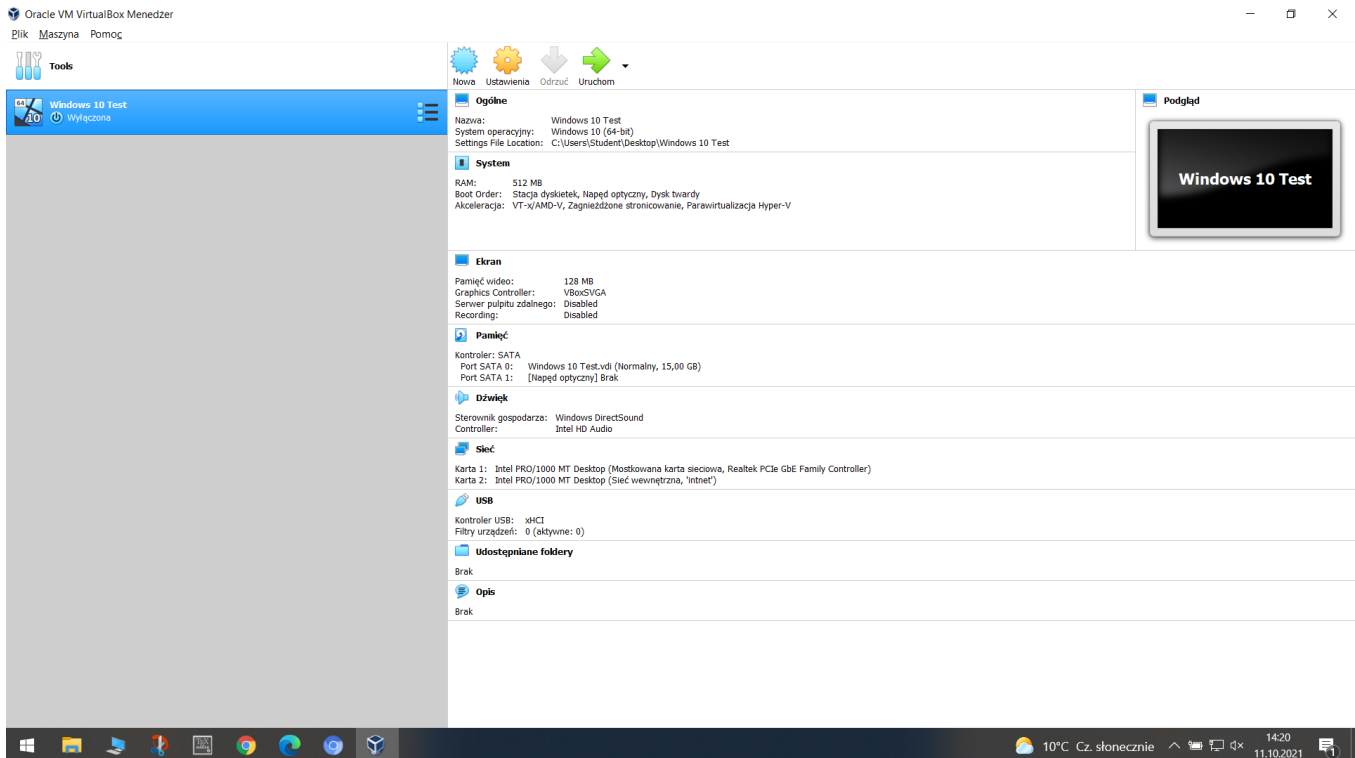 Oracle VM VirtualBox Menedżer
Plik Maszyna Pomoc
Tools
Nowa Ustawienia Odrzuć Uruchom
64
10
Windows 10 Test
Wyłączona
Ogólne
Nazwa: Windows 10 Test
System operacyjny: Windows 10 (64-bit)
Settings File Location: C:\Users\Student\Desktop\Windows 10 Test
Podgląd
Windows 10 Test
System
RAM: 512 MB
Boot Order: Stacja dyskietek, Napęd optyczny, Dysk twardy
Akceleracja: VT-x/AMD-V, Zagnieżdżone stronicowanie, Parawirtualizacja Hyper-V
Ekran
Pamięć wideo: 128 MB
Graphics Controller: VBoxSVGA
Serwer pulpitu zdalnego: Disabled
Recording: Disabled
Pamięć
Kontroler: SATA
Port SATA 0: Windows 10 Test.vdi (Normalny, 15,00 GB)
Port SATA 1: [Napęd optyczny] Brak
Dźwięk
Sterownik gospodarza: Windows DirectSound
Controller: Intel HD Audio
Sieć
Karta 1: Intel PRO/1000 MT Desktop (Mostkowana karta sieciowa, Realtek PCIe GbE Family Controller)
Karta 2: Intel PRO/1000 MT Desktop (Sieć wewnętrzna, 'intnet')
USB
Kontroler USB: xHCI
Filtry urządzeń: 0 (aktywne: 0)
Udostępniane foldery
Brak
Opis
Brak
10°C Cz. słonecznie
14:20
11.10.2021
1